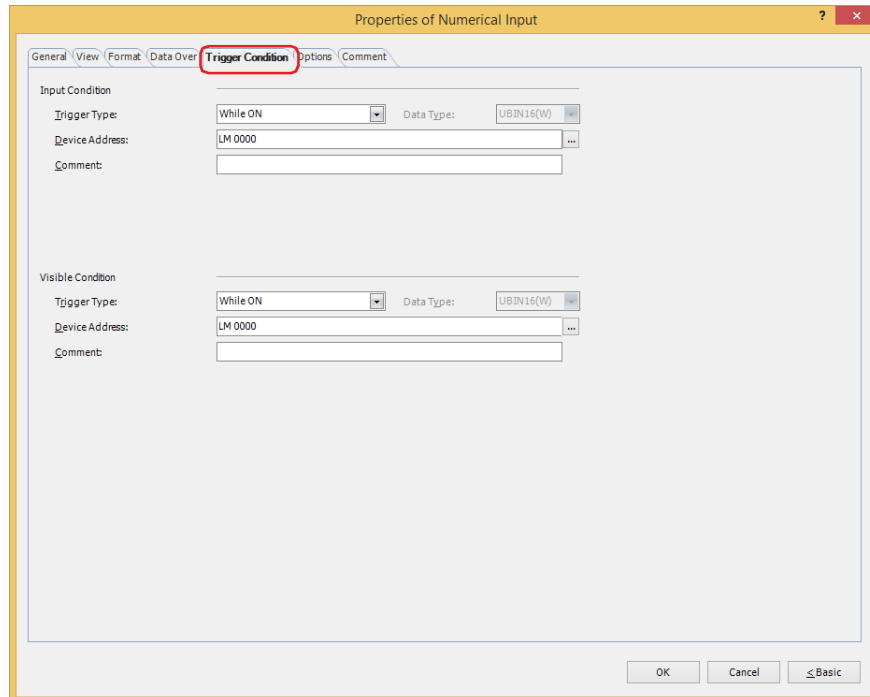 Properties of Numerical Input
? ×
General View Format Data Over Trigger Condition Options Comment
Input Condition
Trigger Type: While ON Data Type: UBIN16(W)
Device Address: LM 0000 ...
Comment:
Visible Condition
Trigger Type: While ON Data Type: UBIN16(W)
Device Address: LM 0000 ...
Comment:
OK Cancel < Basic